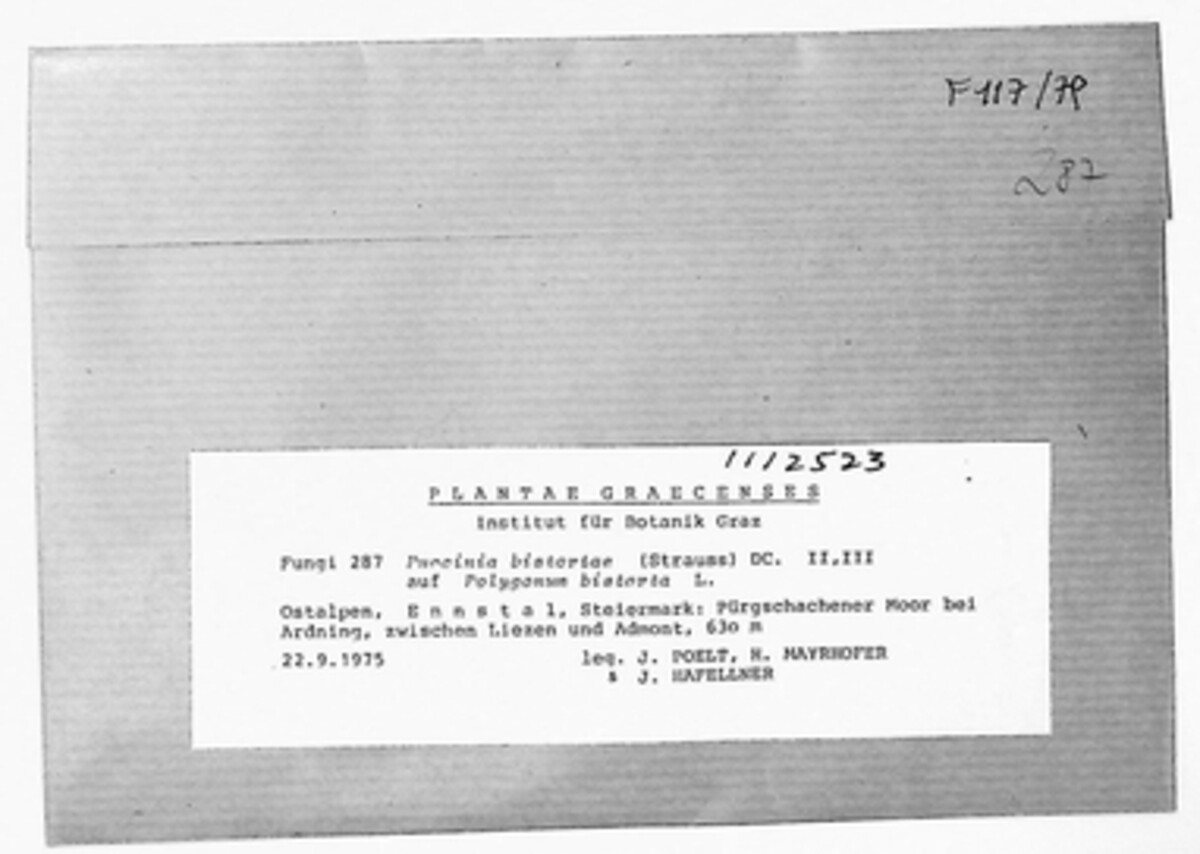 F 117/79
287
1112523
PLANTAE GRAECENSES
Institut für Botanik Graz
Fungi 287 Puccinia bistortae (Strauss) DC. II,III
auf Polygonum bistorta L.
Ostalpen, Ennstal, Steiermark: Pürgschachener Moor bei
Ardning, zwischen Liezen und Admont, 630 m
22.9.1975 leg. J. POELT, H. MAYRHOFER
& J. HAFELLNER